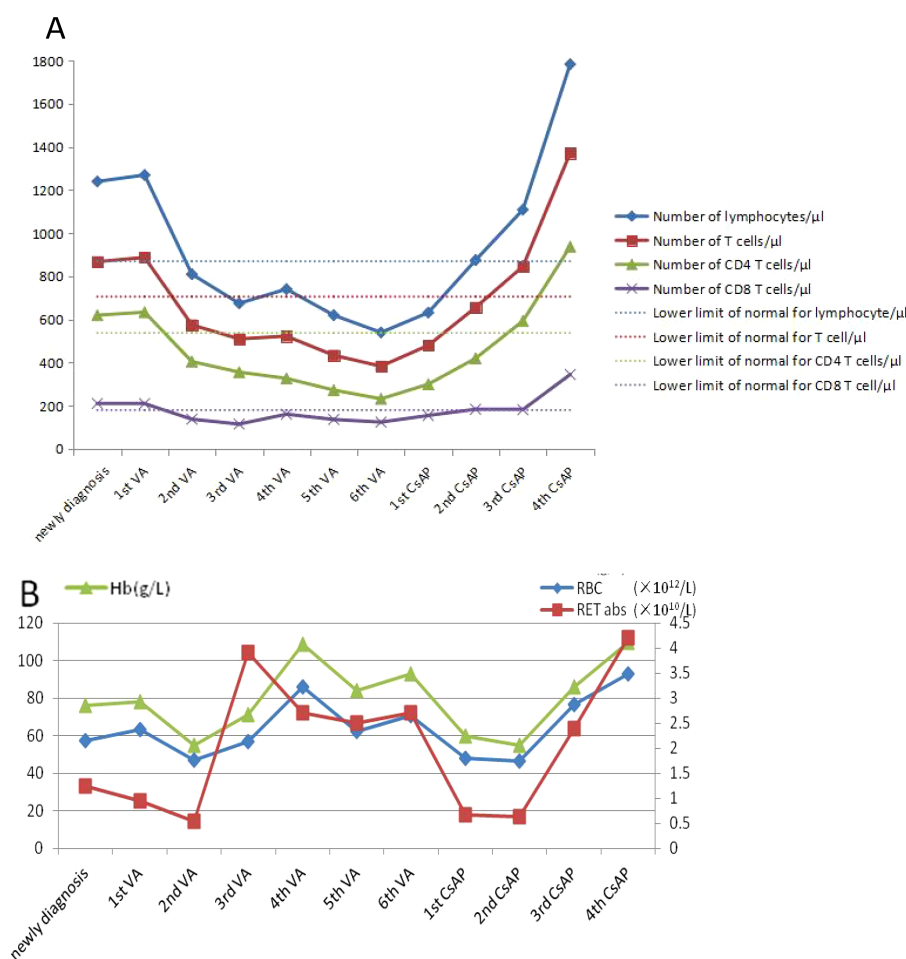 A
1800
1600
1400
1200
1000
800
600
400
200
0
newly diagnosis
1st VA
2nd VA
3rd VA
4th VA
5th VA
6th VA
1st CsAP
2nd CsAP
3rd CsAP
4th CsAP
Number of lymphocytes/μl
Number of T cells/μl
Number of CD4 T cells/μl
Number of CD8 T cells/μl
Lower limit of normal for lymphocyte/μl
Lower limit of normal for T cell/μl
Lower limit of normal for CD4 T cells/μl
Lower limit of normal for CD8 T cell/μl
B
Hb(g/L)
RBC (×10¹²/L)
RET abs (×10¹⁰/L)
120
100
80
60
40
20
0
4.5
4
3.5
3
2.5
2
1.5
1
0.5
0
newly diagnosis
1st VA
2nd VA
3rd VA
4th VA
5th VA
6th VA
1st CsAP
2nd CsAP
3rd CsAP
4th CsAP